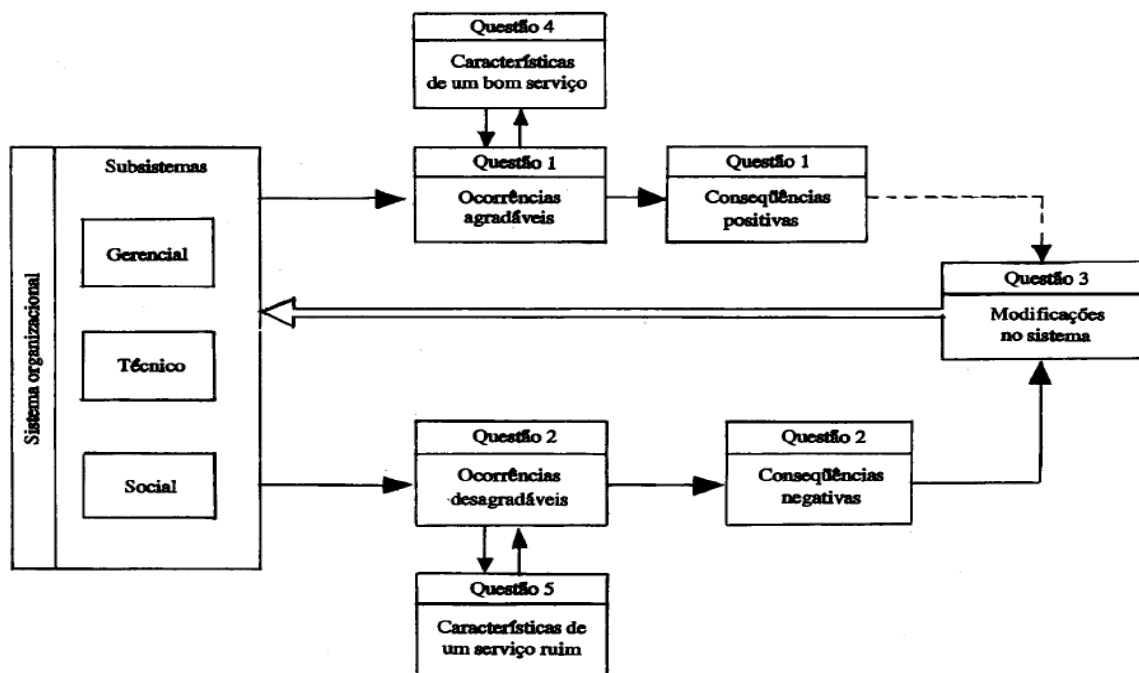 Questão 4
Características
de um bom serviço
Sistema organizacional
Subsistemas
Gerencial
Técnico
Social
Questão 1
Ocorrências
agradáveis
Questão 1
Conseqüências
positivas
Questão 3
Modificações
no sistema
Questão 2
Ocorrências
desagradáveis
Questão 2
Conseqüências
negativas
Questão 5
Características de
um serviço ruim